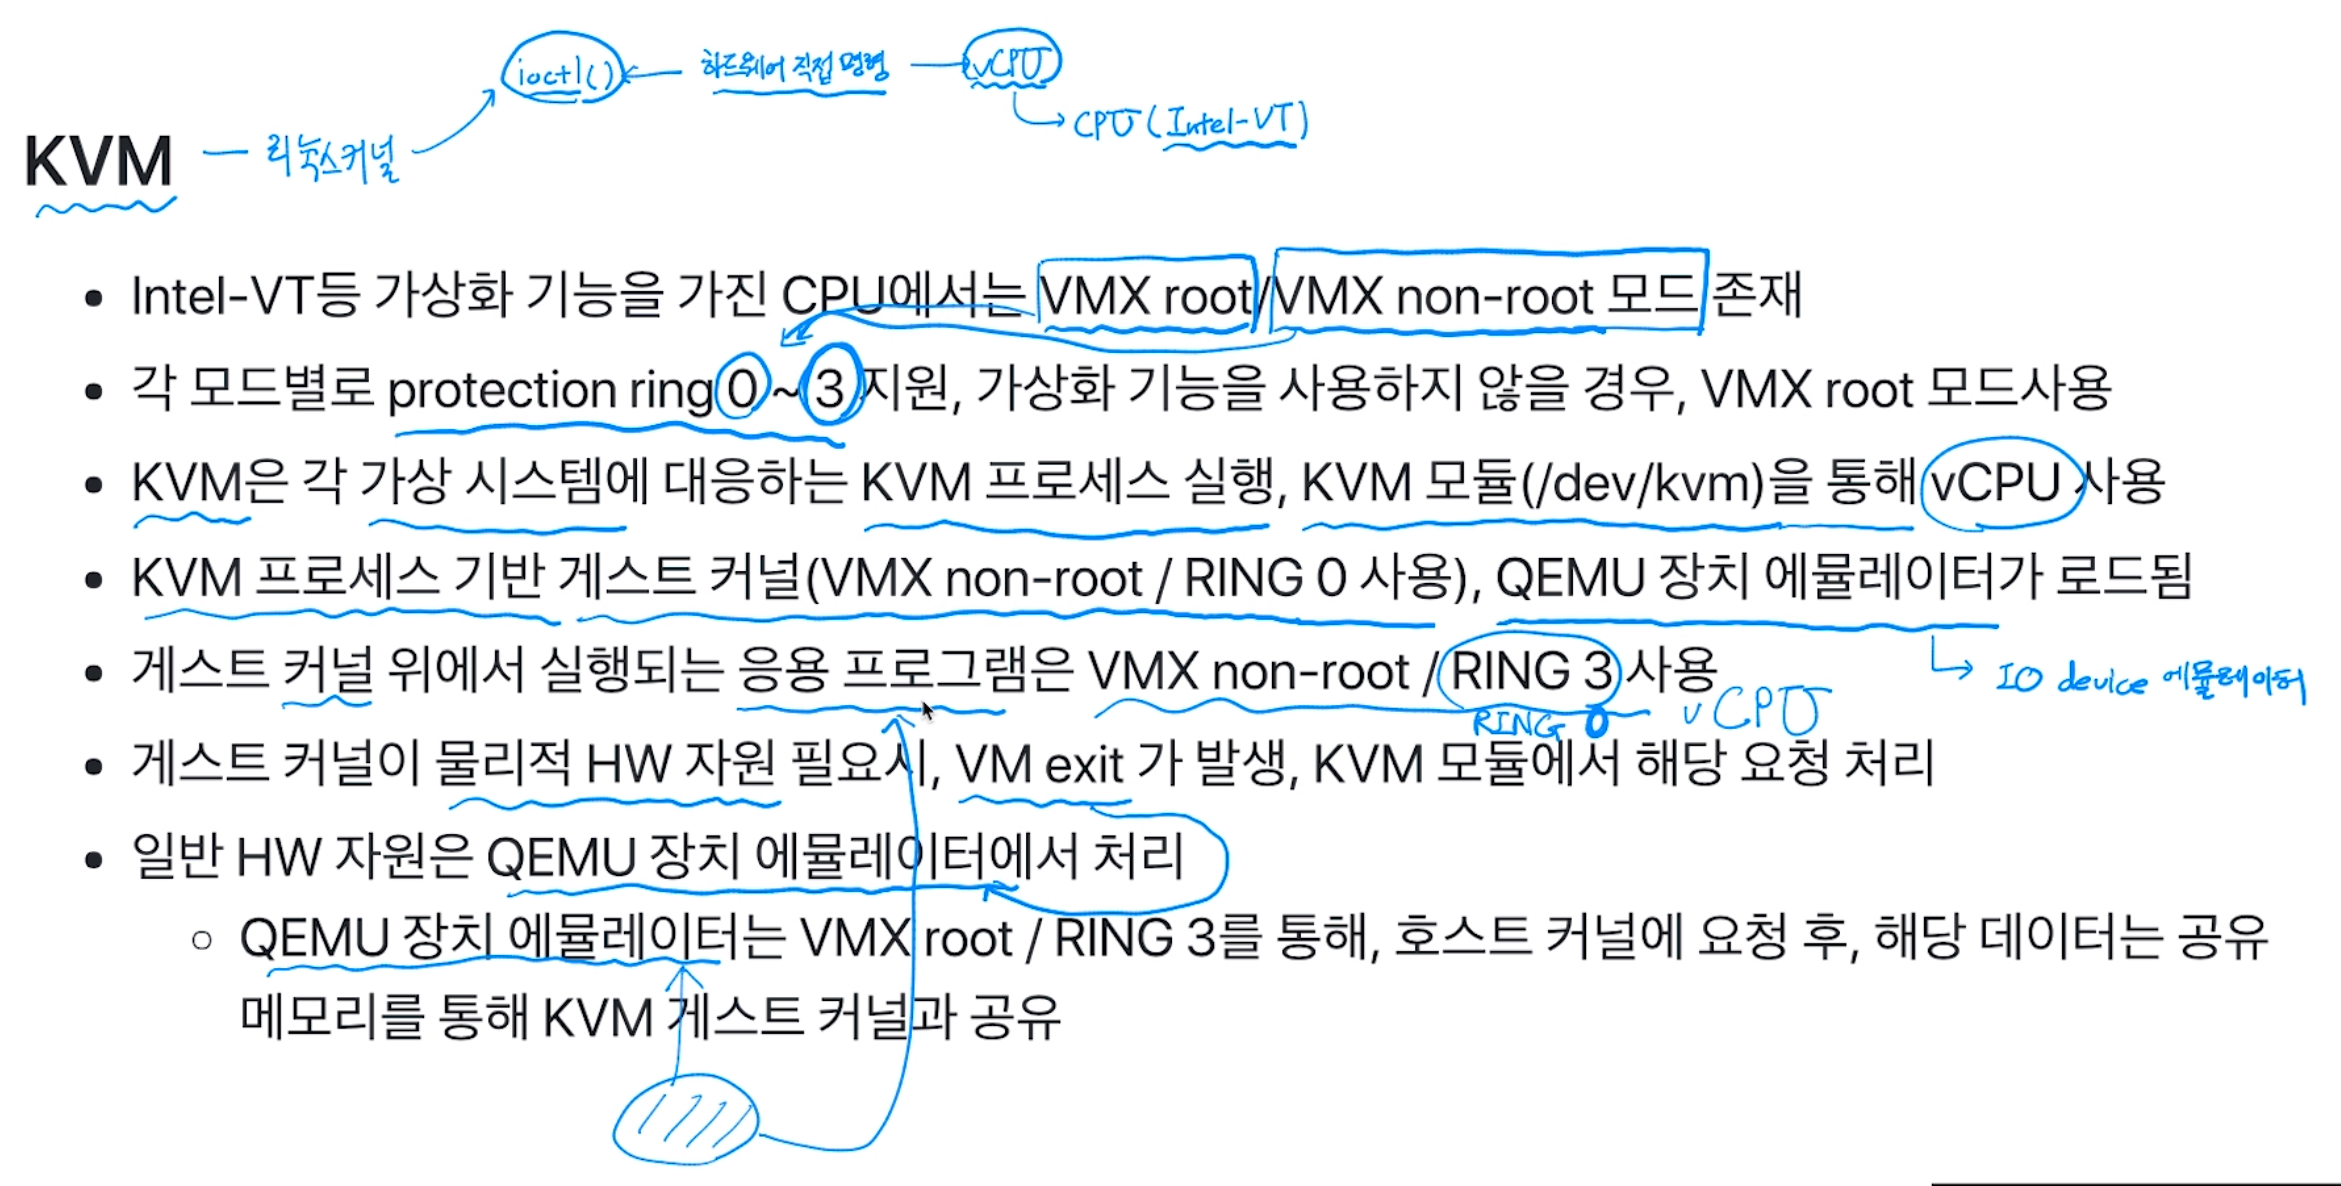 ioctl() 하드웨어 직접 명령 vCPU
CPU (Intel-VT)
KVM 리눅스커널
• Intel-VT등 가상화 기능을 가진 CPU에서는 VMX root/VMX non-root 모드 존재
• 각 모드별로 protection ring 0 ~ 3 지원, 가상화 기능을 사용하지 않을 경우, VMX root 모드사용
• KVM은 각 가상 시스템에 대응하는 KVM 프로세스 실행, KVM 모듈(/dev/kvm)을 통해 vCPU 사용
• KVM 프로세스 기반 게스트 커널(VMX non-root / RING 0 사용), QEMU 장치 에뮬레이터가 로드됨
• 게스트 커널 위에서 실행되는 응용 프로그램은 VMX non-root / RING 3 사용
IO device 에뮬레이터
RING 0 vCPU
• 게스트 커널이 물리적 HW 자원 필요시, VM exit 가 발생, KVM 모듈에서 해당 요청 처리
• 일반 HW 자원은 QEMU 장치 에뮬레이터에서 처리
○ QEMU 장치 에뮬레이터는 VMX root / RING 3를 통해, 호스트 커널에 요청 후, 해당 데이터는 공유
메모리를 통해 KVM 게스트 커널과 공유